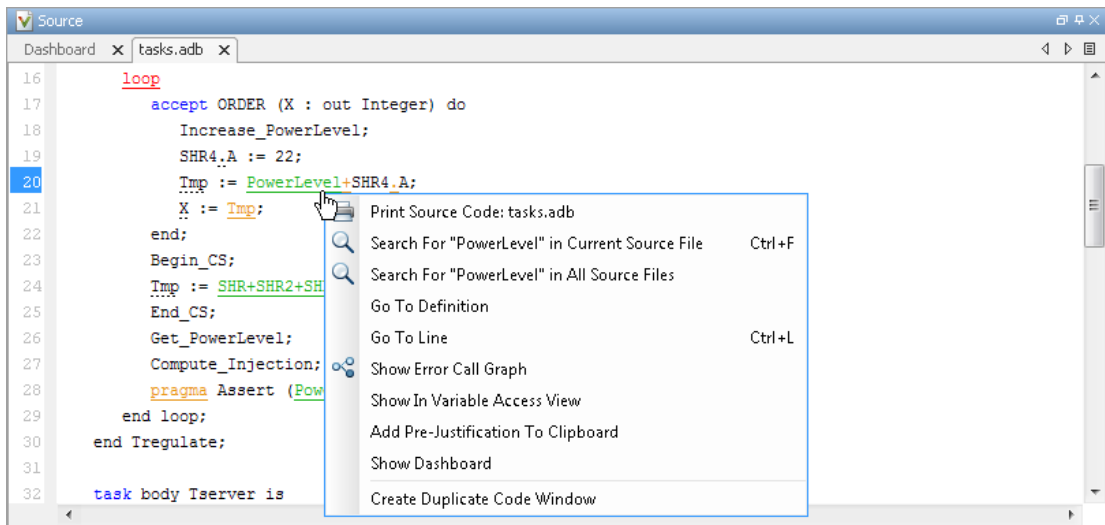 Source
Dashboard tasks.adb
16 loop
17 accept ORDER (X : out Integer) do
18 Increase_PowerLevel;
19 SHR4.A := 22;
20 Tmp := PowerLevel+SHR4.A;
21 X := Tmp;
22 end;
23 Begin_CS;
24 Tmp := SHR+SHR2+SH
25 End_CS;
26 Get_PowerLevel;
27 Compute_Injection;
28 pragma Assert (Pow
29 end loop;
30 end Tregulate;
31
32 task body Tserver is
Print Source Code: tasks.adb
Search For "PowerLevel" in Current Source File Ctrl+F
Search For "PowerLevel" in All Source Files
Go To Definition
Go To Line Ctrl+L
Show Error Call Graph
Show In Variable Access View
Add Pre-Justification To Clipboard
Show Dashboard
Create Duplicate Code Window